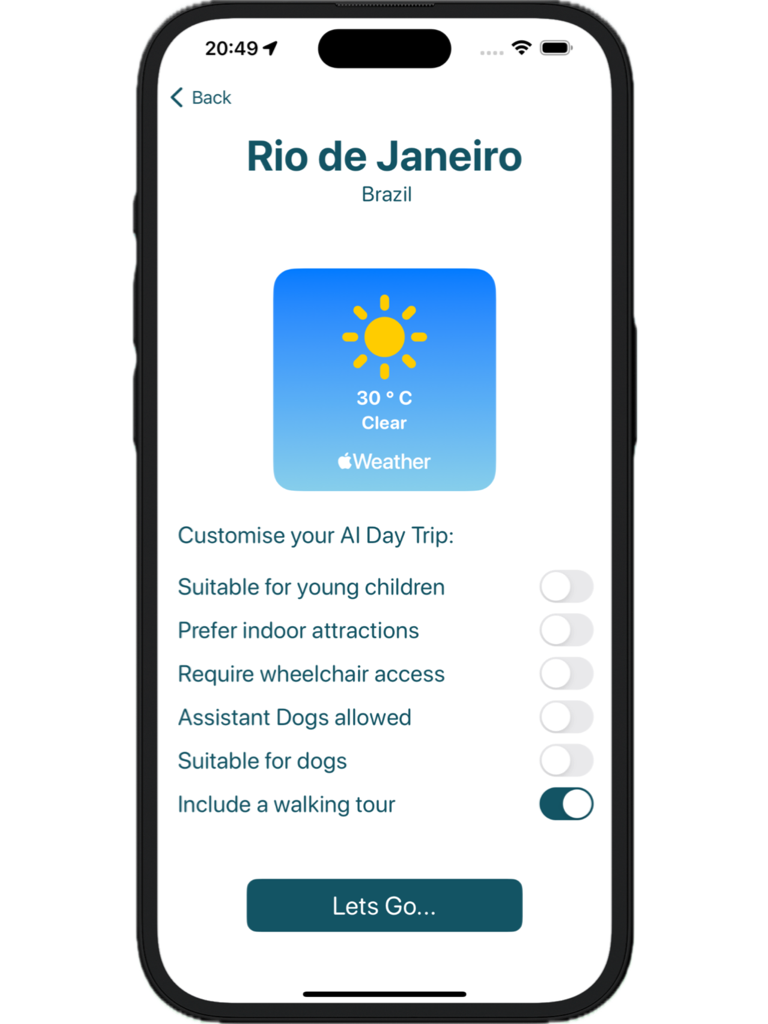 20:49
Back
Rio de Janeiro
Brazil
30 ° C
Clear
Weather
Customise your AI Day Trip:
Suitable for young children
Prefer indoor attractions
Require wheelchair access
Assistant Dogs allowed
Suitable for dogs
Include a walking tour
Lets Go...